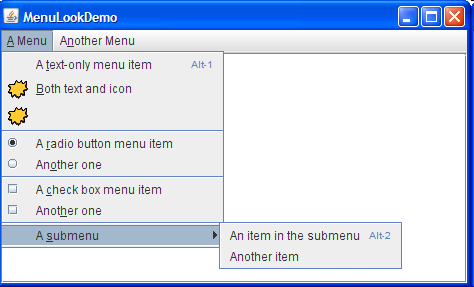 MenuLookDemo
A Menu Another Menu
A text-only menu item Alt-1
Both text and icon
A radio button menu item
Another one
A check box menu item
Another one
A submenu
An item in the submenu Alt-2
Another item